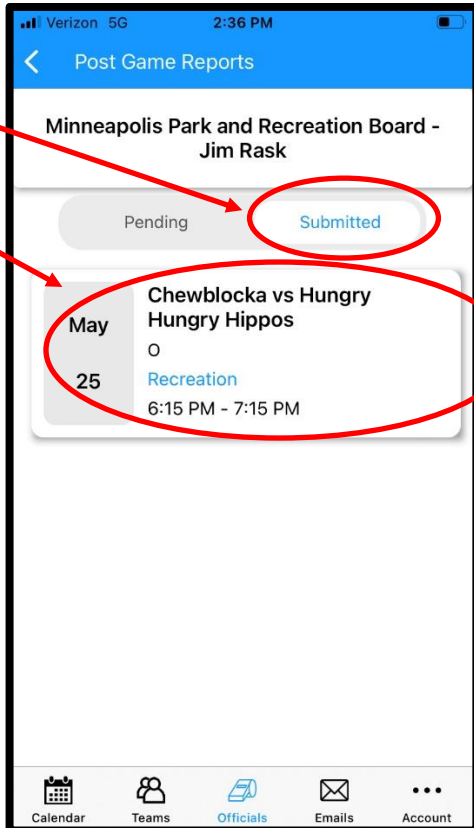 Verizon 5G 2:36 PM
Post Game Reports
Minneapolis Park and Recreation Board -
Jim Rask
Pending Submitted
Chewblocka vs Hungry
Hungry Hippos
May
O
25
Recreation
6:15 PM - 7:15 PM
Calendar Teams Officials Emails Account